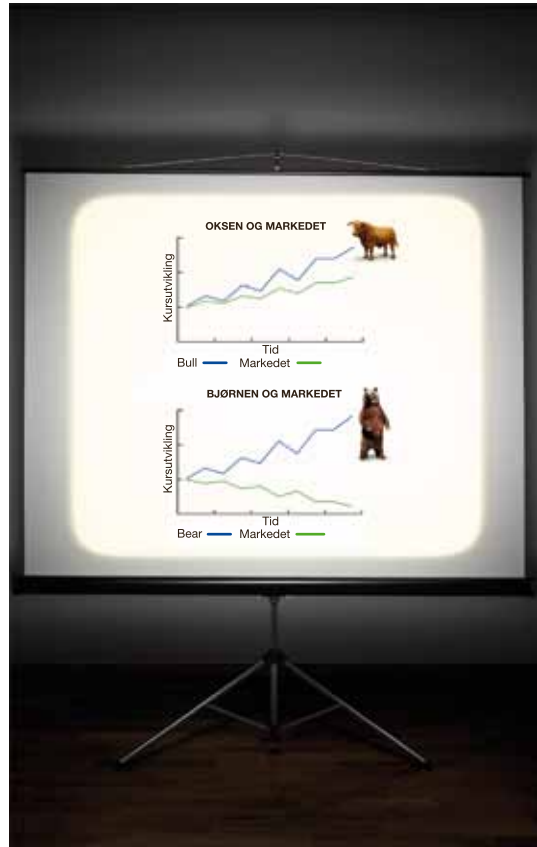 OKSEN OG MARKEDET
Kursutvikling
Tid
Bull Markedet
BJØRNEN OG MARKEDET
Kursutvikling
Tid
Bear Markedet